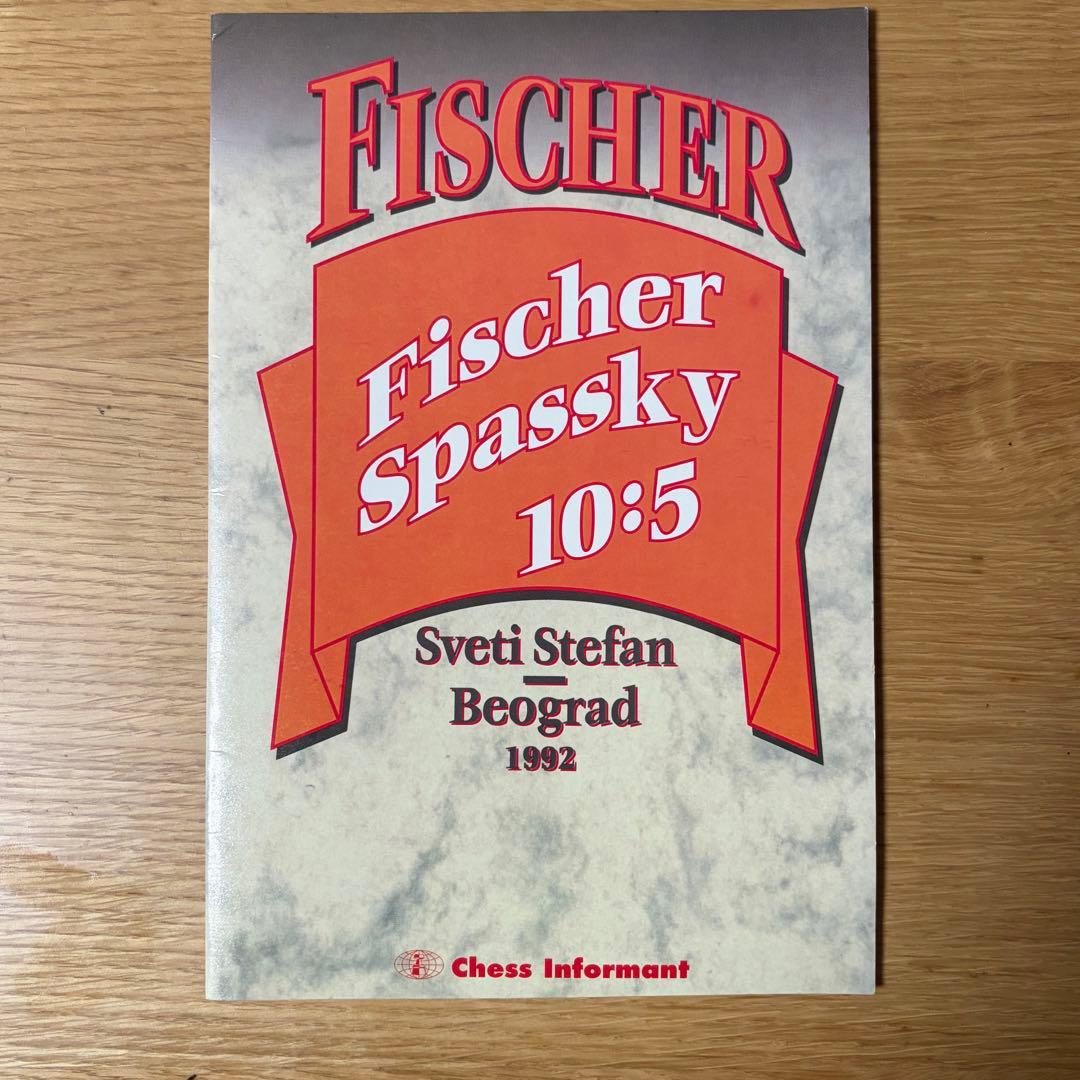 FISCHER
Fischer
Spassky
10:5
Sveti Stefan
—
Beograd
1992
Chess Informant